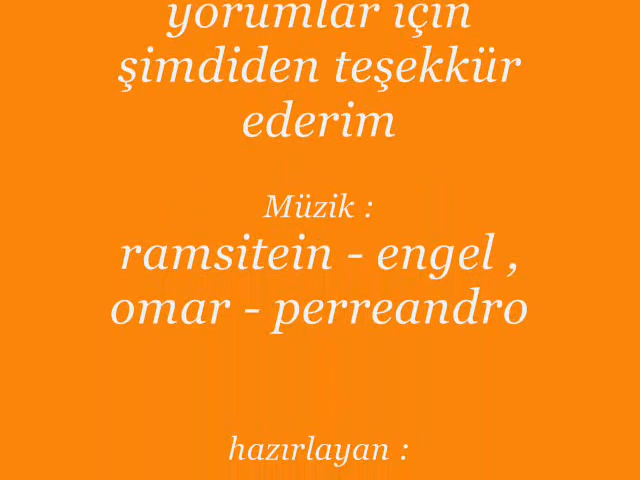 yorumlar için
şimdiden teşekkür
ederim
Müzik :
ramsitein - engel ,
omar - perreandro
hazırlayan :